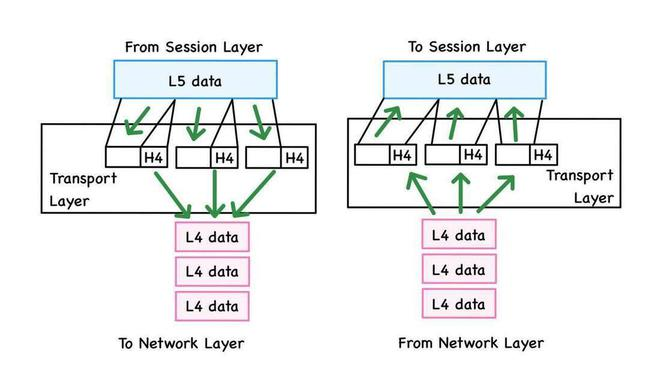 From Session Layer
L5 data
H4
H4
H4
Transport
Layer
L4 data
L4 data
L4 data
To Network Layer
To Session Layer
L5 data
H4
H4
H4
Transport
Layer
L4 data
L4 data
L4 data
From Network Layer